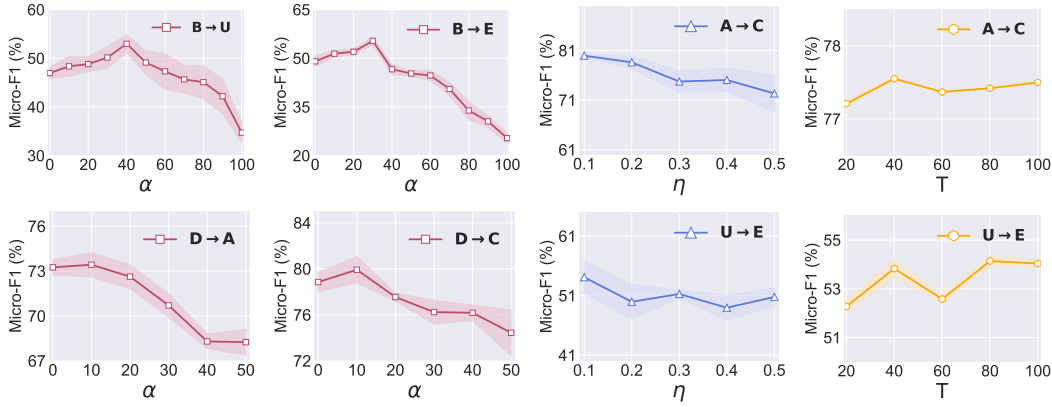 Micro-F1 (%)
60
50
40
30
B→U
0
20
40
60
80
100
α
Micro-F1 (%)
65
50
35
20
B→E
0
20
40
60
80
100
α
Micro-F1 (%)
81
71
61
A→C
0.1
0.2
0.3
0.4
0.5
η
Micro-F1 (%)
78
77
A→C
20
40
60
80
100
T
Micro-F1 (%)
76
73
70
67
D→A
0
10
20
30
40
50
α
Micro-F1 (%)
84
80
76
72
D→C
0
10
20
30
40
50
α
Micro-F1 (%)
61
51
41
U→E
0.1
0.2
0.3
0.4
0.5
η
Micro-F1 (%)
55
53
51
U→E
20
40
60
80
100
T